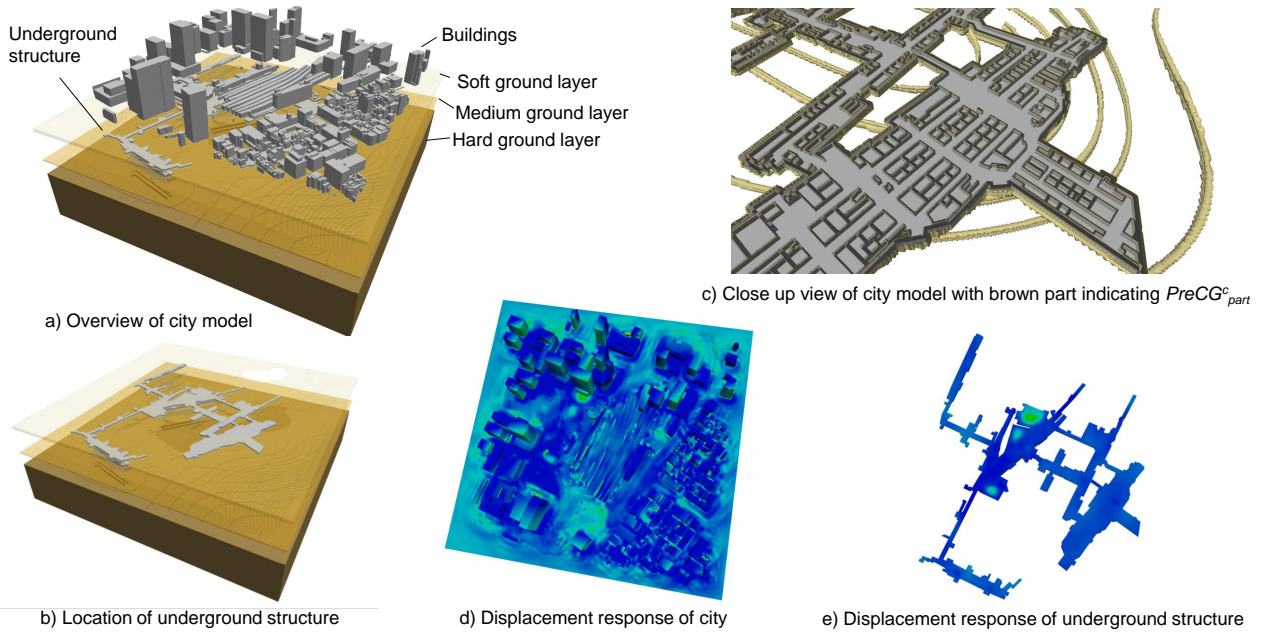 Underground
structure
Buildings
Soft ground layer
Medium ground layer
Hard ground layer
a) Overview of city model
c) Close up view of city model with brown part indicating PreCG^c_part
b) Location of underground structure
d) Displacement response of city
e) Displacement response of underground structure